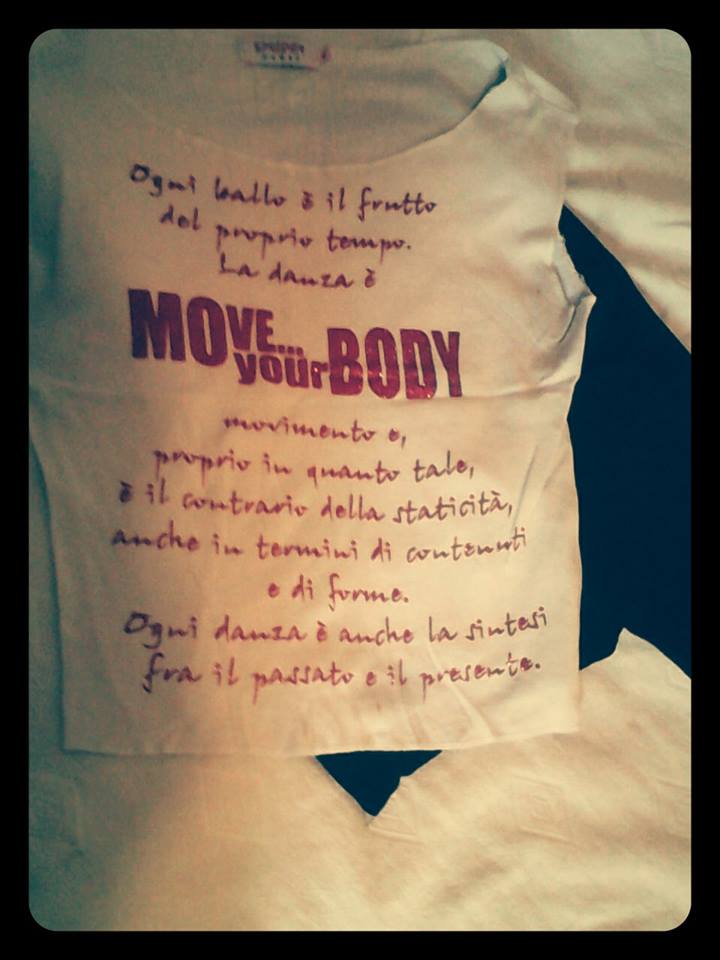 Ogni ballo è il frutto
del proprio tempo.
La danza è
MOVE...
your BODY
movimento e,
proprio in quanto tale,
è il contrario della staticità,
anche in termini di contenuti
e di forme.
Ogni danza è anche la sintesi
fra il passato e il presente.